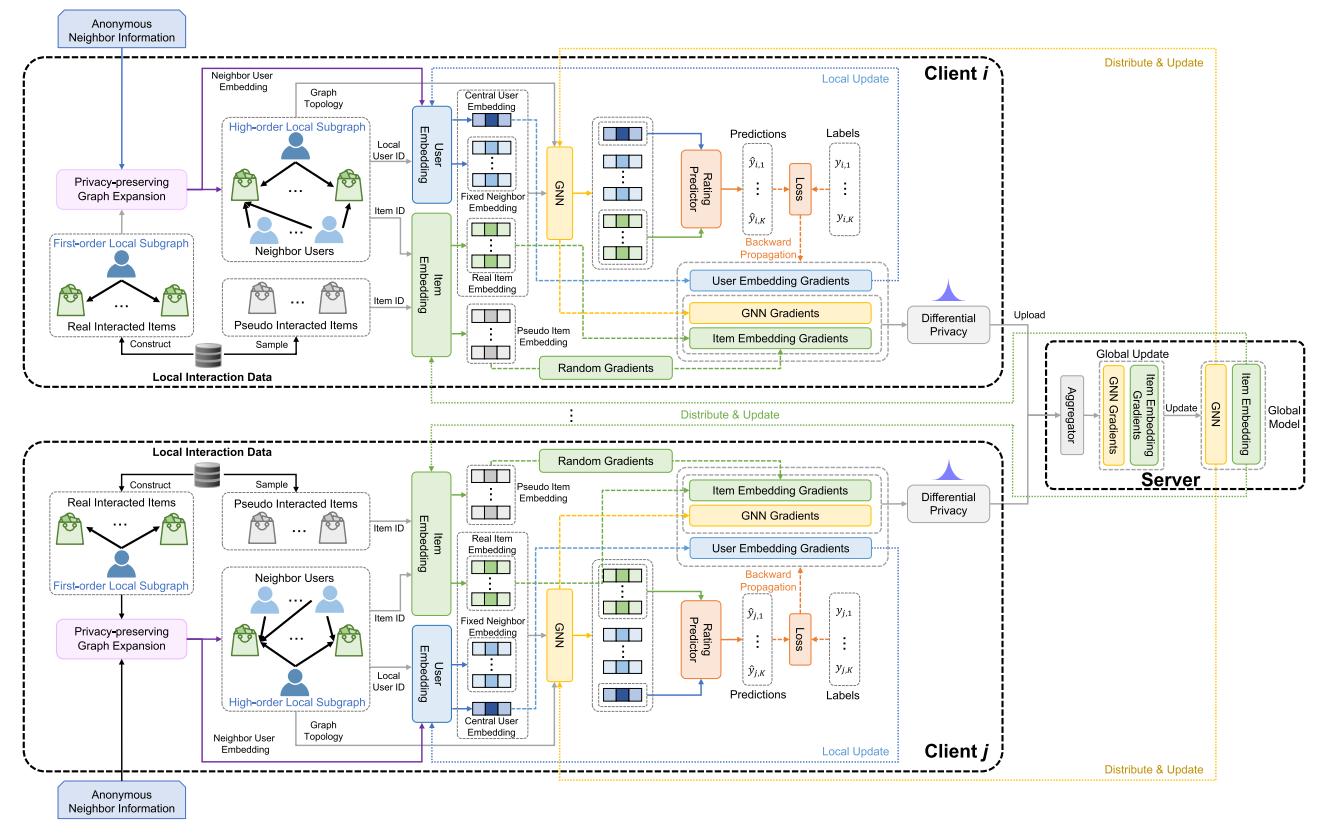 Anonymous
Neighbor Information
Client i
Distribute & Update
Neighbor User
Embedding
Graph
Topology
Local Update
High-order Local Subgraph
...
Neighbor Users
Local
User ID
User
Embedding
Central User
Embedding
Fixed Neighbor
Embedding
GNN
Rating
Predictor
Predictions
ŷi,1
⋮
ŷi,K
Loss
Labels
yi,1
⋮
yi,K
Backward
Propagation
Privacy-preserving
Graph Expansion
First-order Local Subgraph
...
Real Interacted Items
Item ID
Item
Embedding
Real Item
Embedding
...
Pseudo Interacted Items
Item ID
Pseudo Item
Embedding
Construct
Sample
Local Interaction Data
Random Gradients
User Embedding Gradients
GNN Gradients
Item Embedding Gradients
Differential
Privacy
Upload
⋮
Distribute & Update
Aggregator
Global Update
GNN Gradients
Item Embedding
Gradients
Update
GNN
Item Embedding
Global
Model
Server
Local Interaction Data
Construct
Sample
Real Interacted Items
...
First-order Local Subgraph
Pseudo Interacted Items
...
Item ID
Item
Embedding
Pseudo Item
Embedding
Random Gradients
Item Embedding Gradients
GNN Gradients
User Embedding Gradients
Differential
Privacy
Real Item
Embedding
Neighbor Users
...
...
High-order Local Subgraph
Item ID
Local
User ID
Privacy-preserving
Graph Expansion
User
Embedding
Fixed Neighbor
Embedding
Central User
Embedding
GNN
Rating
Predictor
Backward
Propagation
ŷj,1
⋮
ŷj,K
Predictions
Loss
yj,1
⋮
yj,K
Labels
Graph
Topology
Neighbor User
Embedding
Local Update
Client j
Distribute & Update
Anonymous
Neighbor Information